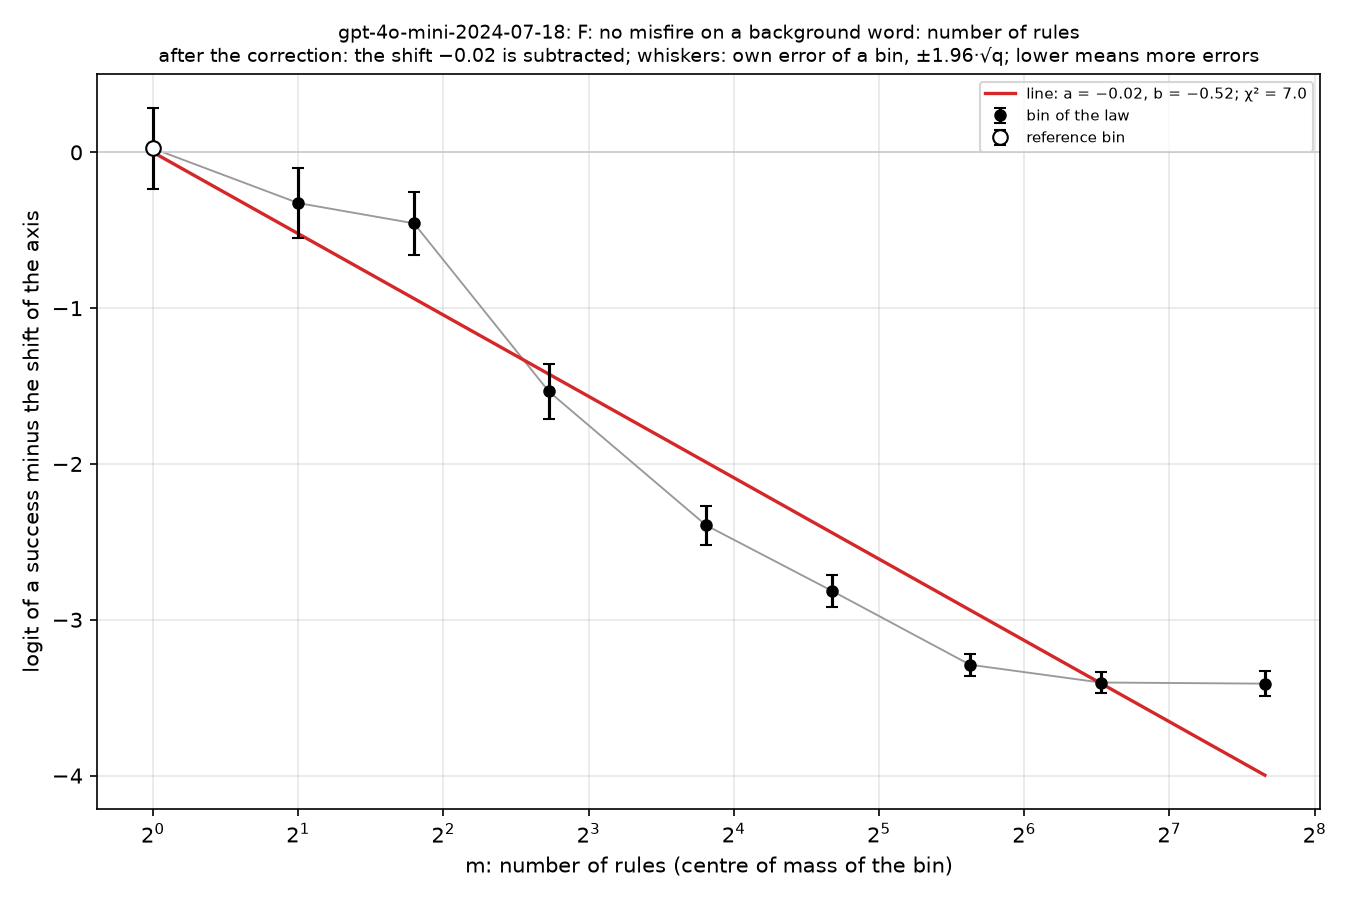 gpt-4o-mini-2024-07-18: F: no misfire on a background word: number of rules
after the correction: the shift −0.02 is subtracted; whiskers: own error of a bin, ±1.96·√q; lower means more errors
line: a = −0.02, b = −0.52; χ² = 7.0
bin of the law
reference bin
logit of a success minus the shift of the axis
0
−1
−2
−3
−4
2⁰ 2¹ 2² 2³ 2⁴ 2⁵ 2⁶ 2⁷ 2⁸
m: number of rules (centre of mass of the bin)